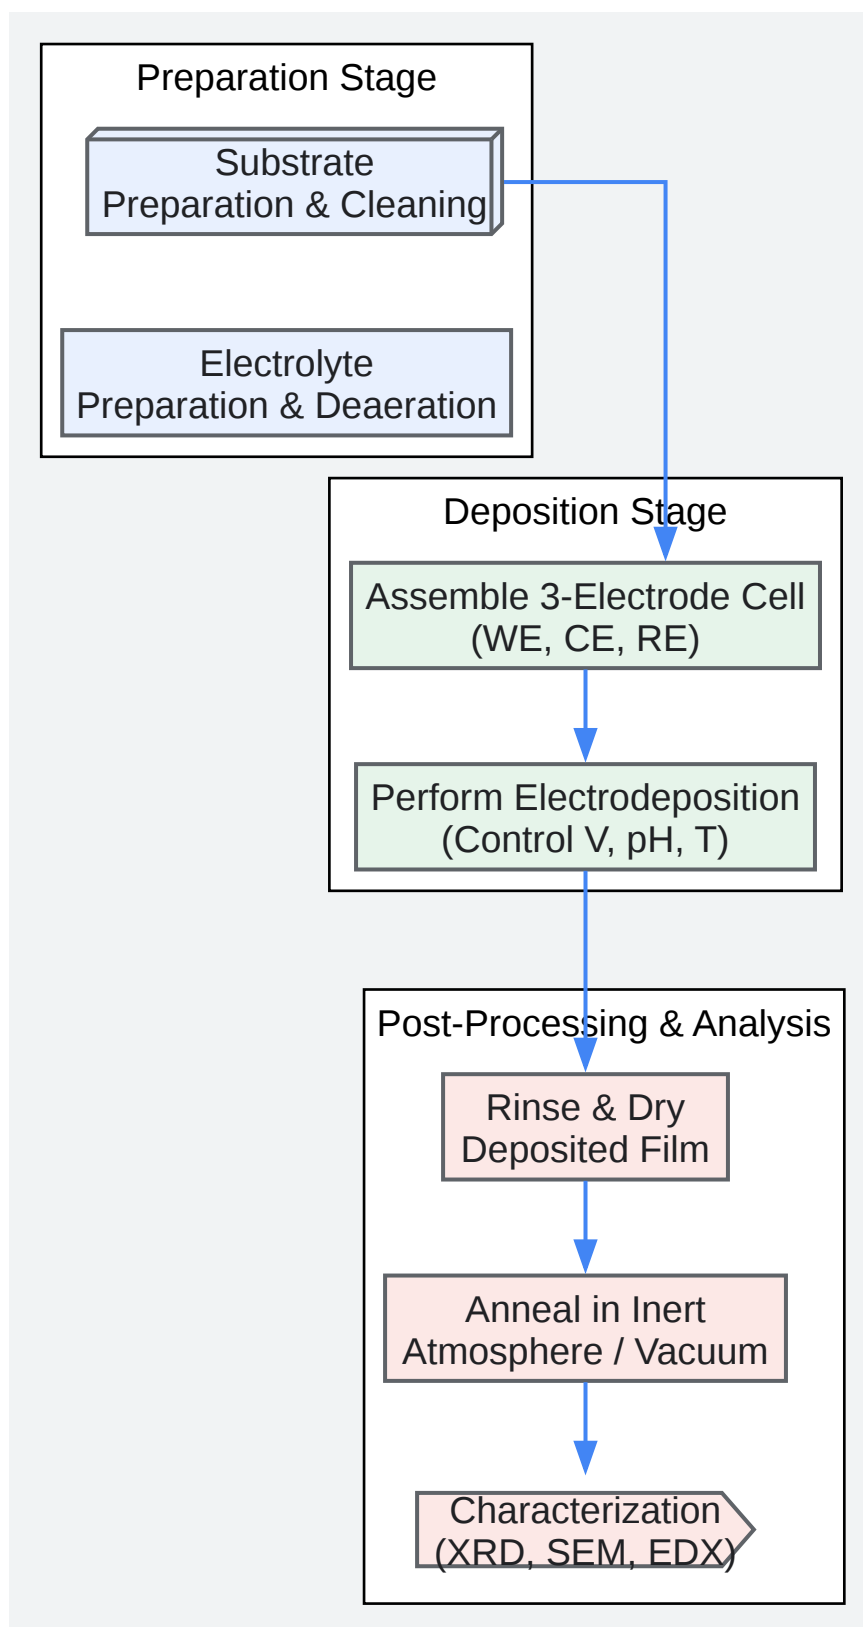 Preparation Stage
Substrate
Preparation & Cleaning
Electrolyte
Preparation & Deaeration
Deposition Stage
Assemble 3-Electrode Cell
(WE, CE, RE)
Perform Electrodeposition
(Control V, pH, T)
Post-Processing & Analysis
Rinse & Dry
Deposited Film
Anneal in Inert
Atmosphere / Vacuum
Characterization
(XRD, SEM, EDX)